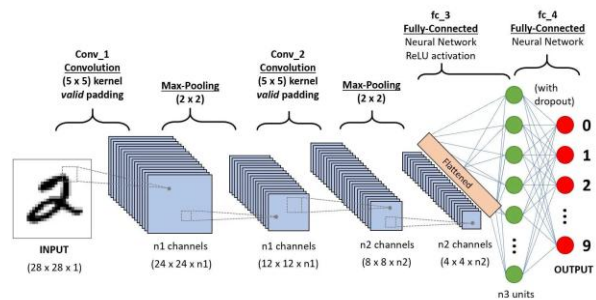 Conv_1
Convolution
(5 x 5) kernel
valid padding
Max-Pooling
(2 x 2)
Conv_2
Convolution
(5 x 5) kernel
valid padding
Max-Pooling
(2 x 2)
fc_3
Fully-Connected
Neural Network
ReLU activation
fc_4
Fully-Connected
Neural Network
(with
dropout)
2
Flattened
0
1
2
9
INPUT
(28 x 28 x 1)
n1 channels
(24 x 24 x n1)
n1 channels
(12 x 12 x n1)
n2 channels
(8 x 8 x n2)
n2 channels
(4 x 4 x n2)
OUTPUT
n3 units